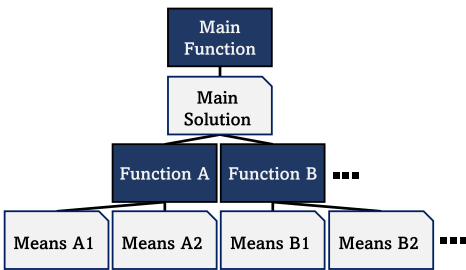 Main
Function
Main
Solution
Function A
Function B
Means A1
Means A2
Means B1
Means B2